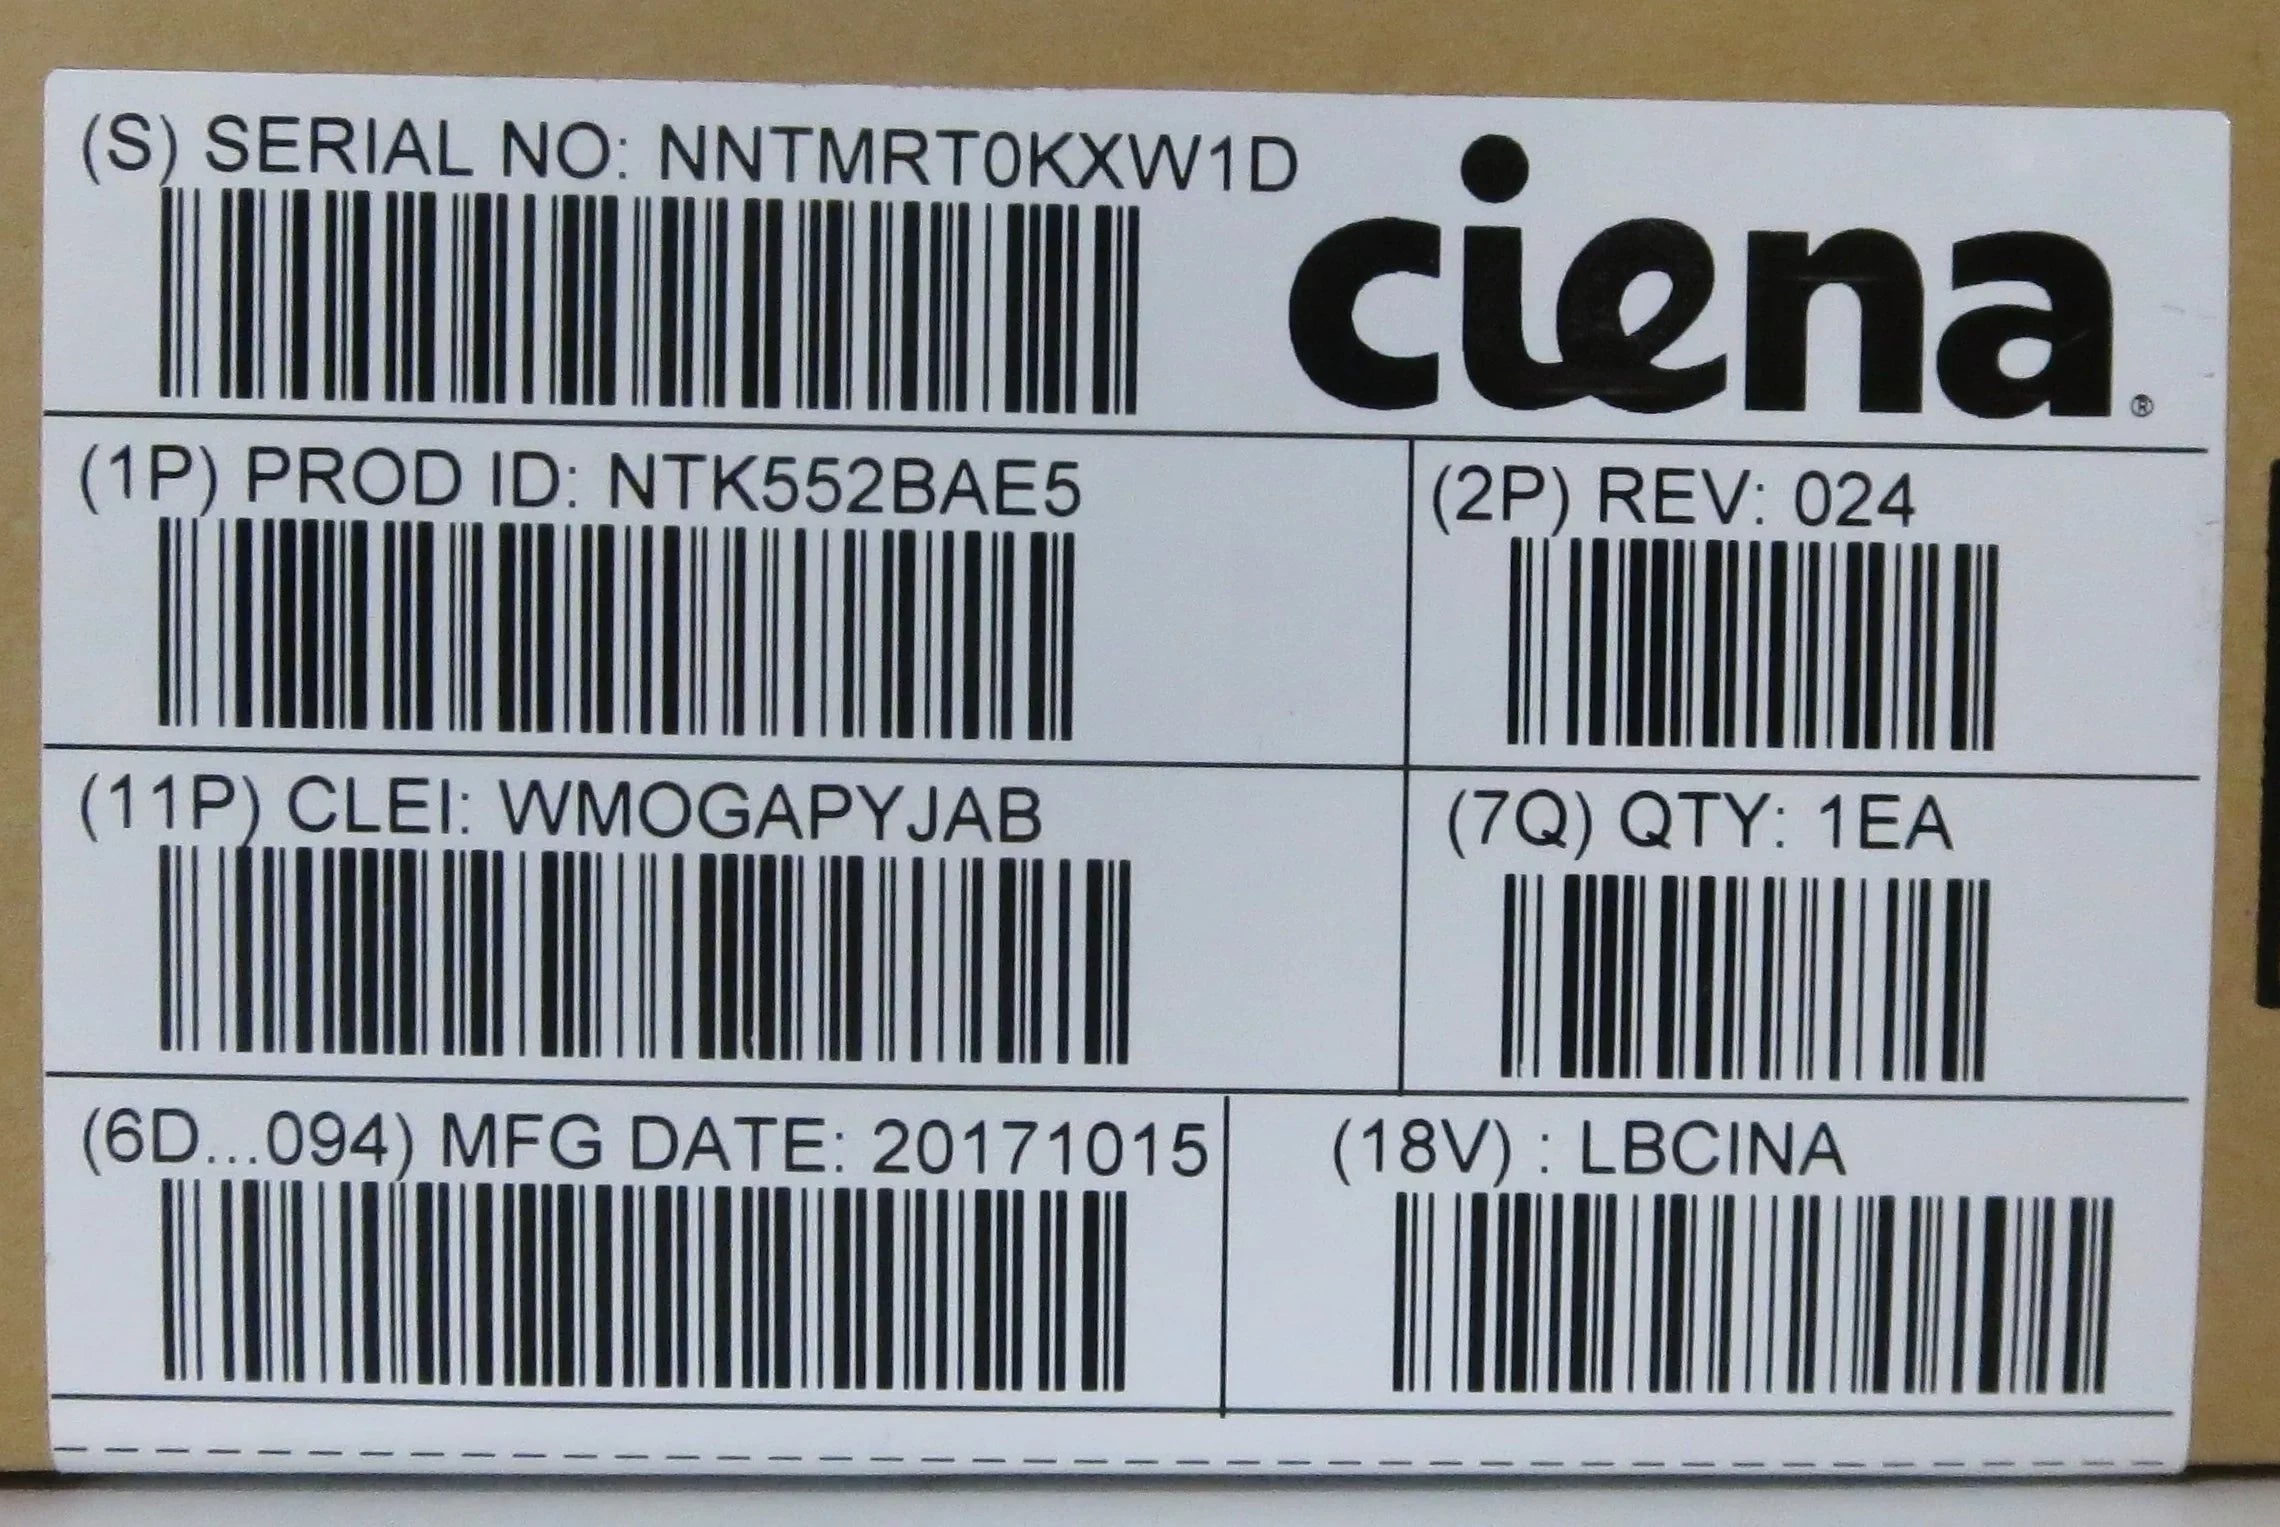 (S) SERIAL NO: NNTMRT0KXW1D
ciena®
(1P) PROD ID: NTK552BAE5
(2P) REV: 024
(11P) CLEI: WMOGAPYJAB
(7Q) QTY: 1EA
(6D...094) MFG DATE: 20171015
(18V) : LBCINA